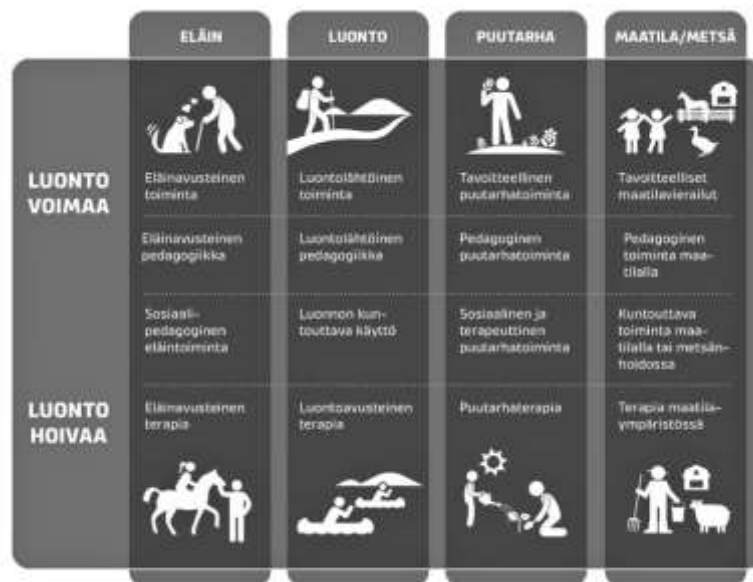 ELÄIN
LUONTO
PUUTARHA
MAATILA/METSÄ
LUONTO
VOIMAA
Eläinavusteinen
toiminta
Luontolähtöinen
toiminta
Tavoitteellinen
puutarhatoiminta
Tavoitteelliset
maatilavierailut
Eläinavusteinen
pedagogiikka
Luontolähtöinen
pedagogiikka
Pedagoginen
puutarhatoiminta
Pedagoginen
toiminta maa-
tilalla
Sosiaali-
pedagoginen
eläintoiminta
Luonnon kun-
touttava käyttö
Sosiaalinen ja
terapeuttinen
puutarhatoiminta
Kuntouttava
toiminta maa-
tilalla tai metsän-
hoidossa
LUONTO
HOIVAA
Eläinavusteinen
terapia
Luontoavusteinen
terapia
Puutarhaterapia
Terapia maatila-
ympäristössä